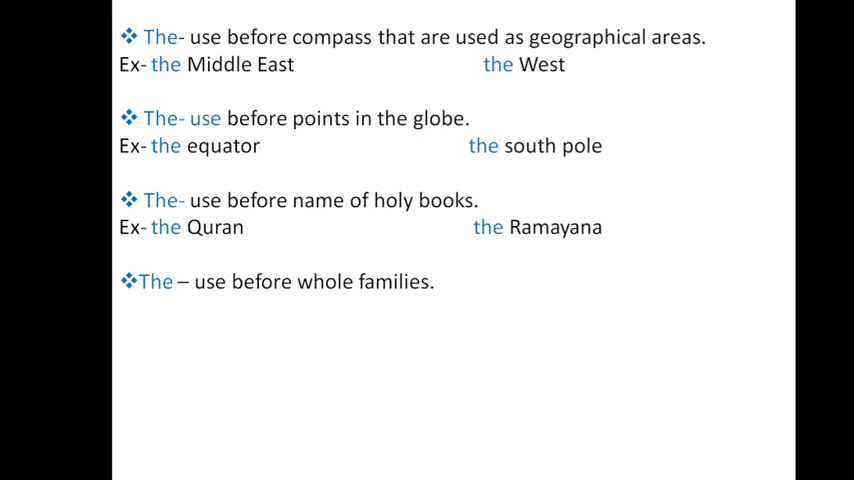 ❖ The- use before compass that are used as geographical areas.
Ex- the Middle East the West
❖ The- use before points in the globe.
Ex- the equator the south pole
❖ The- use before name of holy books.
Ex- the Quran the Ramayana
❖The – use before whole families.